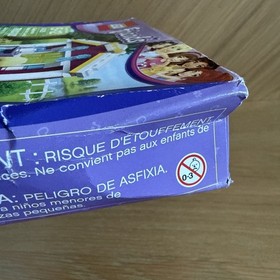 NT : RISQUE D'ÉTOUFFEMENT
ces. Ne convient pas aux enfants de
A: PELIGRO DE ASFIXIA.
a niños menores de
zas pequeñas.
0-3